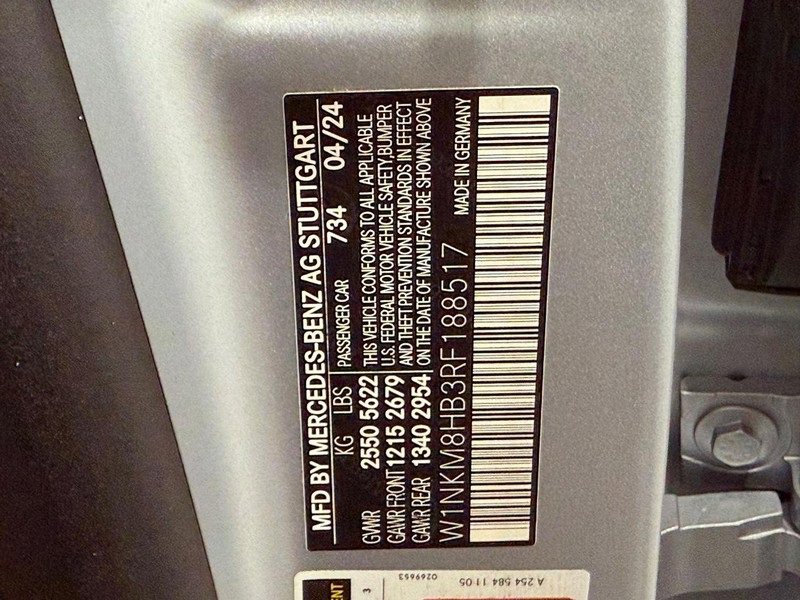 MFD BY MERCEDES-BENZ AG STUTTGART
KG LBS PASSENGER CAR 734 04/24
GVWR 2550 5622 THIS VEHICLE CONFORMS TO ALL APPLICABLE
GAWR FRONT 1215 2679 U.S. FEDERAL MOTOR VEHICLE SAFETY, BUMPER
GAWR REAR 1340 2954 AND THEFT PREVENTION STANDARDS IN EFFECT
ON THE DATE OF MANUFACTURE SHOWN ABOVE
W1NKM8HB3RF188517 MADE IN GERMANY
A 254 584 11 05
0269663
3